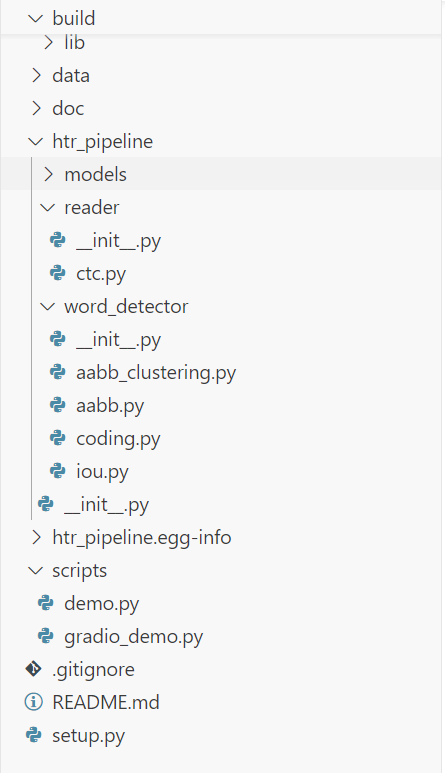 build
lib
data
doc
htr_pipeline
models
reader
__init__.py
ctc.py
word_detector
__init__.py
aabb_clustering.py
aabb.py
coding.py
iou.py
__init__.py
htr_pipeline.egg-info
scripts
demo.py
gradio_demo.py
.gitignore
README.md
setup.py